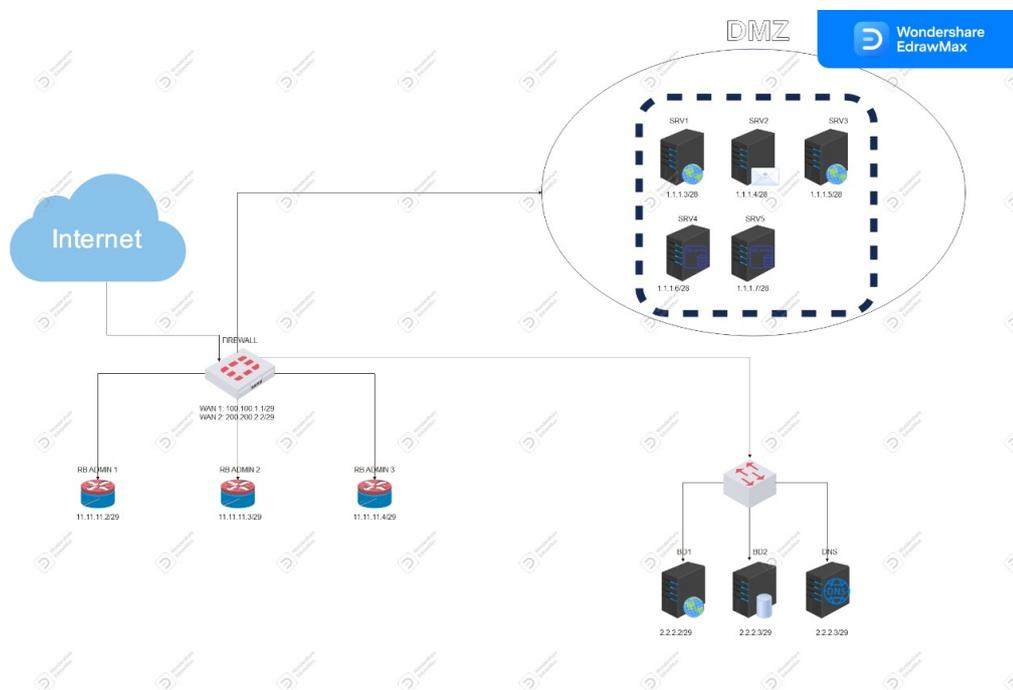 DMZ
Wondershare
EdrawMax
SRV1
SRV2
SRV3
1.1.1.3/28
1.1.1.4/28
1.1.1.5/28
Internet
SRV4
SRV5
1.1.1.6/28
1.1.1.7/28
FIREWALL
WAN 1: 100.100.1.1/29
WAN 2: 200.200.2.2/29
RB ADMIN 1
RB ADMIN 2
RB ADMIN 3
11.11.11.2/29
11.11.11.3/29
11.11.11.4/29
BD1
BD2
DNS
DNS
2.2.2.2/29
2.2.2.3/29
2.2.2.3/29